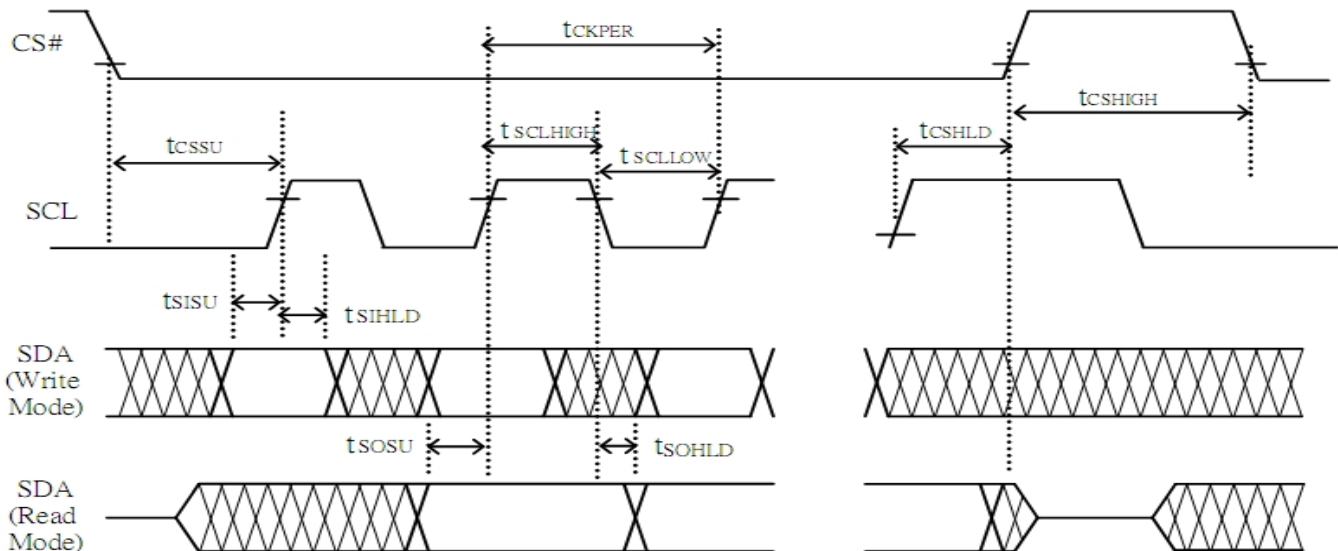 tCKPER
CS#
tCSHIGH
tSCLHIGH
tCSHLD
tCSSU
tSCLLOW
SCL
tSISU
tSIHLD
SDA
(Write
Mode)
tSOSU
tSOHLD
SDA
(Read
Mode)